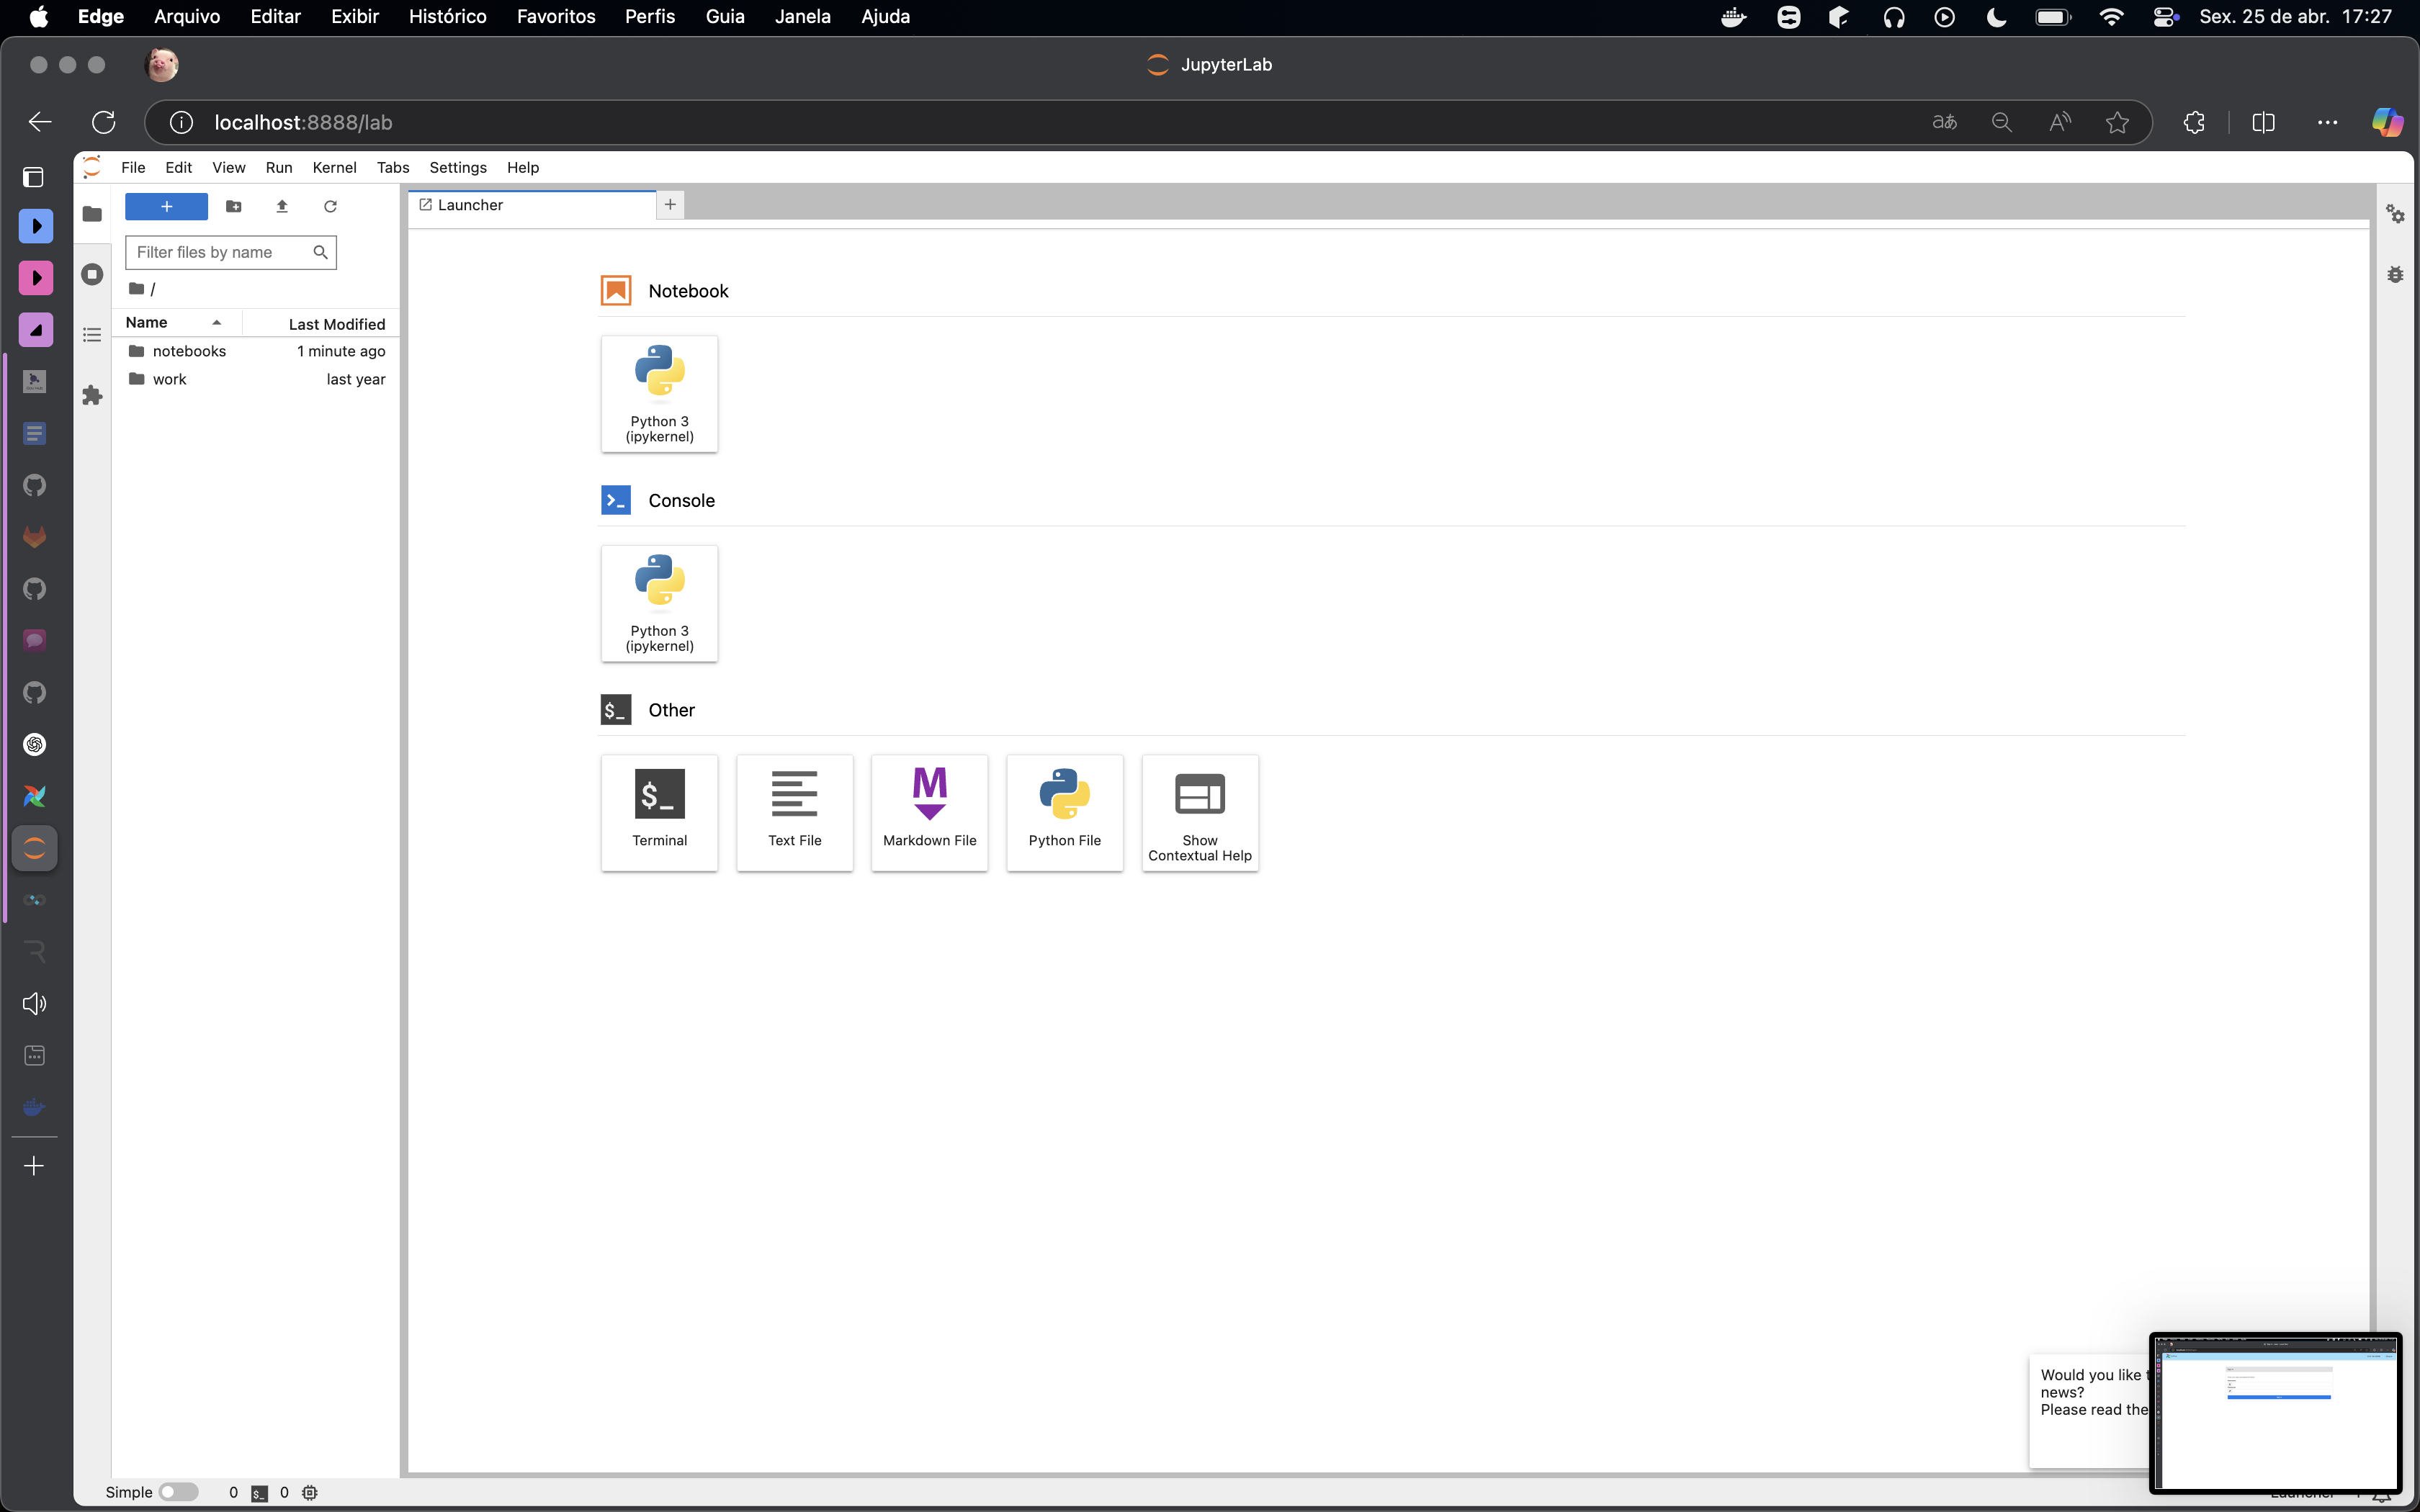 Edge Arquivo Editar Exibir Histórico Favoritos Perfis Guia Janela Ajuda Sex. 25 de abr. 17:27
JupyterLab
localhost:8888/lab
File Edit View Run Kernel Tabs Settings Help
+
Launcher
Filter files by name
/
Name Last Modified
notebooks 1 minute ago
work last year
Notebook
Python 3
(ipykernel)
Console
Python 3
(ipykernel)
$_ Other
Terminal
Text File
Markdown File
Python File
Show
Contextual Help
Would you like
news?
Please read the
Simple 0 $_ 0